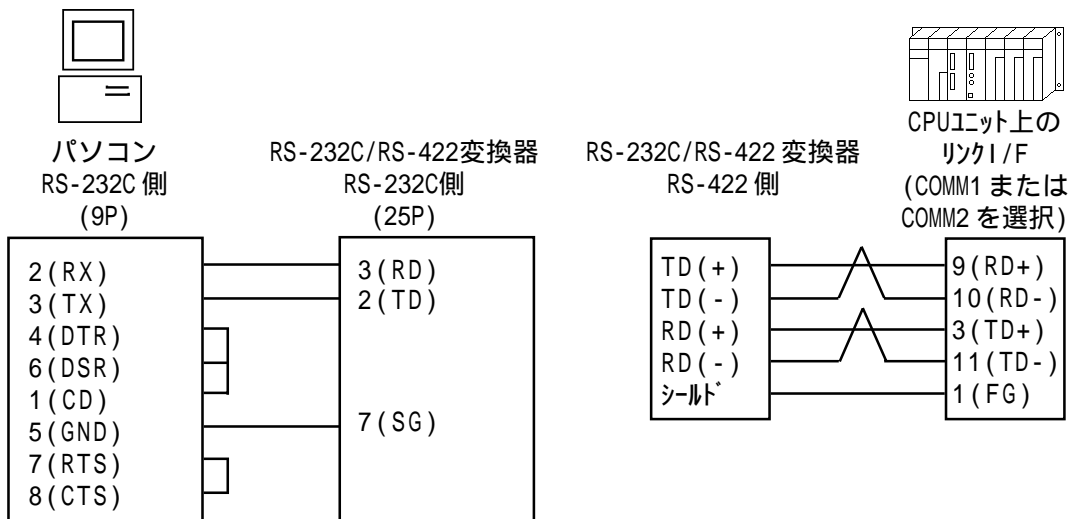 パソコン
RS-232C 側
(9P)
RS-232C/RS-422変換器
RS-232C側
(25P)
RS-232C/RS-422 変換器
RS-422 側
CPUﾕﾆｯﾄ上の
ﾘﾝｸI/F
(COMM1 または
COMM2 を選択)
2(RX)
3(TX)
4(DTR)
6(DSR)
1(CD)
5(GND)
7(RTS)
8(CTS)
3(RD)
2(TD)
7(SG)
TD(+)
TD(-)
RD(+)
RD(-)
ｼｰﾙﾄﾞ
9(RD+)
10(RD-)
3(TD+)
11(TD-)
1(FG)